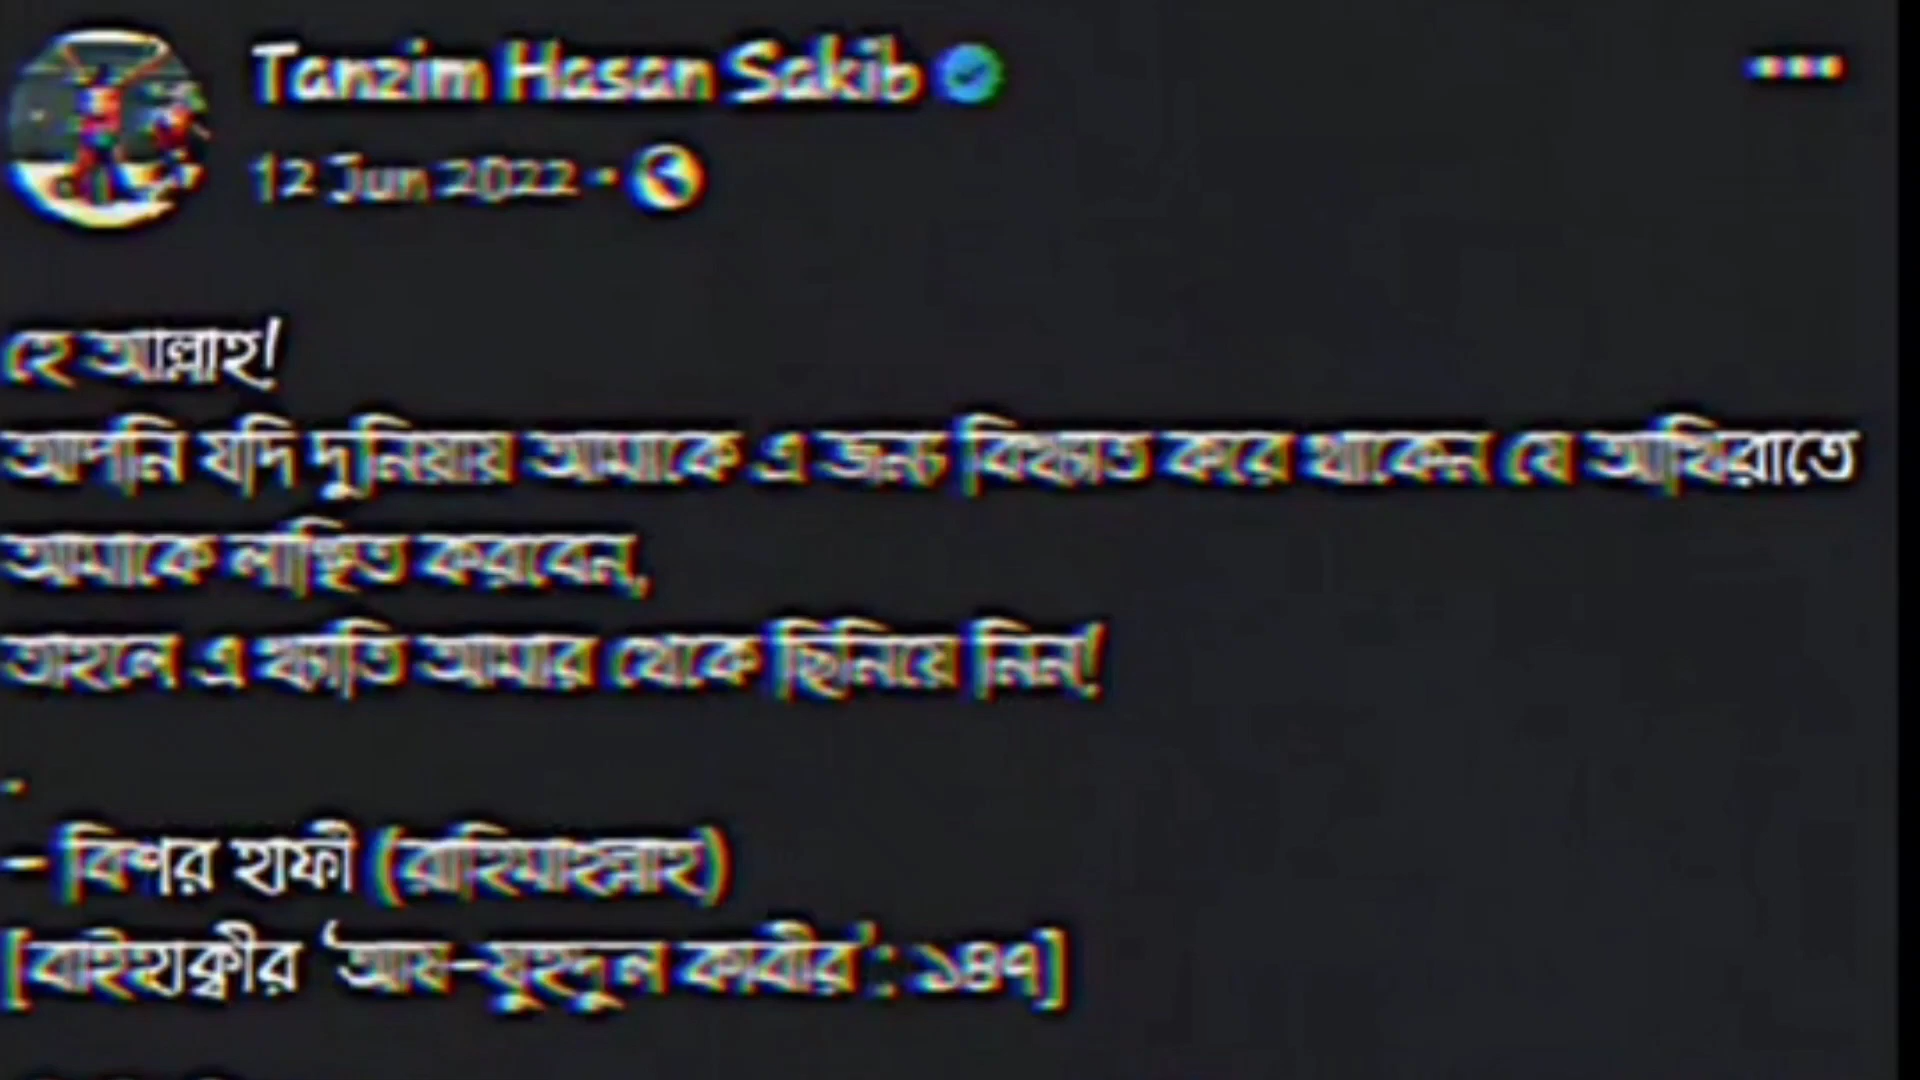 Tanzim Hasan Sakib
12 Jun 2022 ·
হে আল্লাহ!
আপনি যদি দুনিয়ায় আমাকে এ জন্য বিখ্যাত করে থাকেন যে আখিরাতে
আমাকে লাঞ্ছিত করবেন,
তাহলে এ খ্যাতি আমার থেকে ছিনিয়ে নিন!
.
– বিশর হাফী (রাহিমাহুল্লাহ)
[বাইহাক্বীর 'আয-যুহদুল কাবীর': ১৪৭]